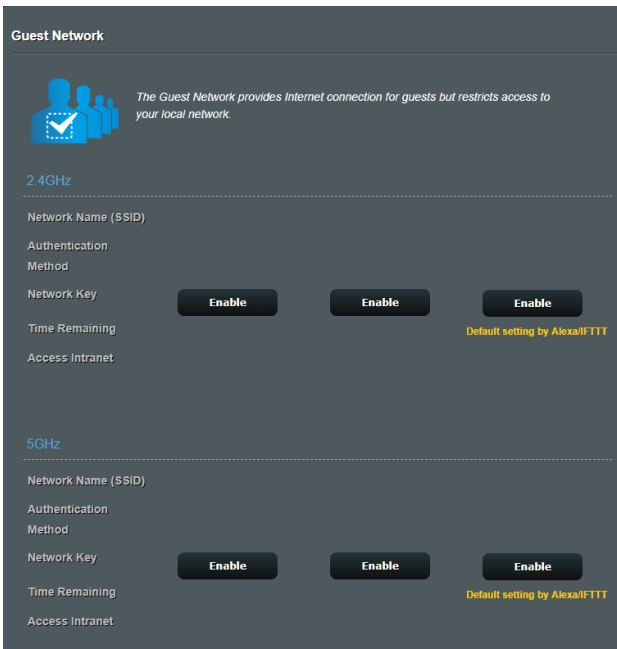 Guest Network
The Guest Network provides Internet connection for guests but restricts access to
your local network.
2.4GHz
Network Name (SSID)
Authentication
Method
Network Key
Enable Enable Enable
Time Remaining
Default setting by Alexa/IFTTT
Access Intranet
5GHz
Network Name (SSID)
Authentication
Method
Network Key
Enable Enable Enable
Time Remaining
Default setting by Alexa/IFTTT
Access Intranet